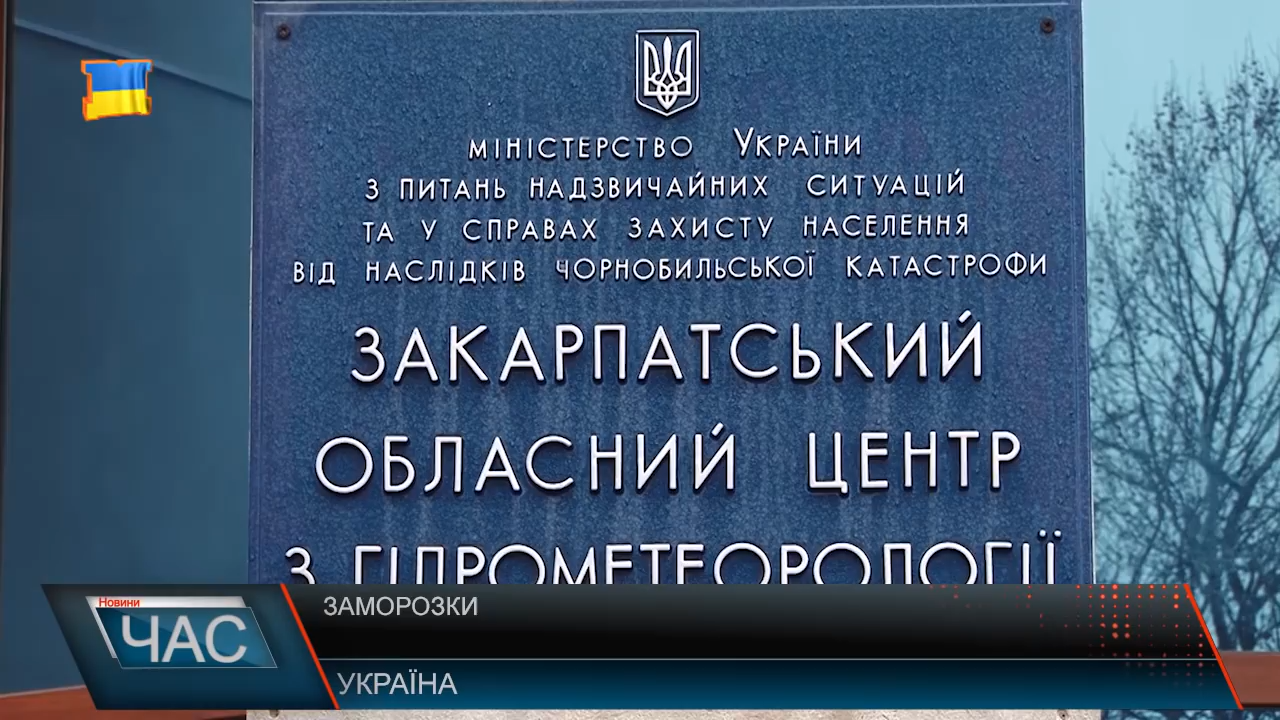 МІНІСТЕРСТВО УКРАЇНИ
З ПИТАНЬ НАДЗВИЧАЙНИХ СИТУАЦІЙ
ТА У СПРАВАХ ЗАХИСТУ НАСЕЛЕННЯ
ВІД НАСЛІДКІВ ЧОРНОБИЛЬСЬКОЇ КАТАСТРОФИ
ЗАКАРПАТСЬКИЙ
ОБЛАСНИЙ ЦЕНТР
З ГІДРОМЕТЕОРОЛОГІЇ
Новини
ЧАС
ЗАМОРОЗКИ
УКРАЇНА